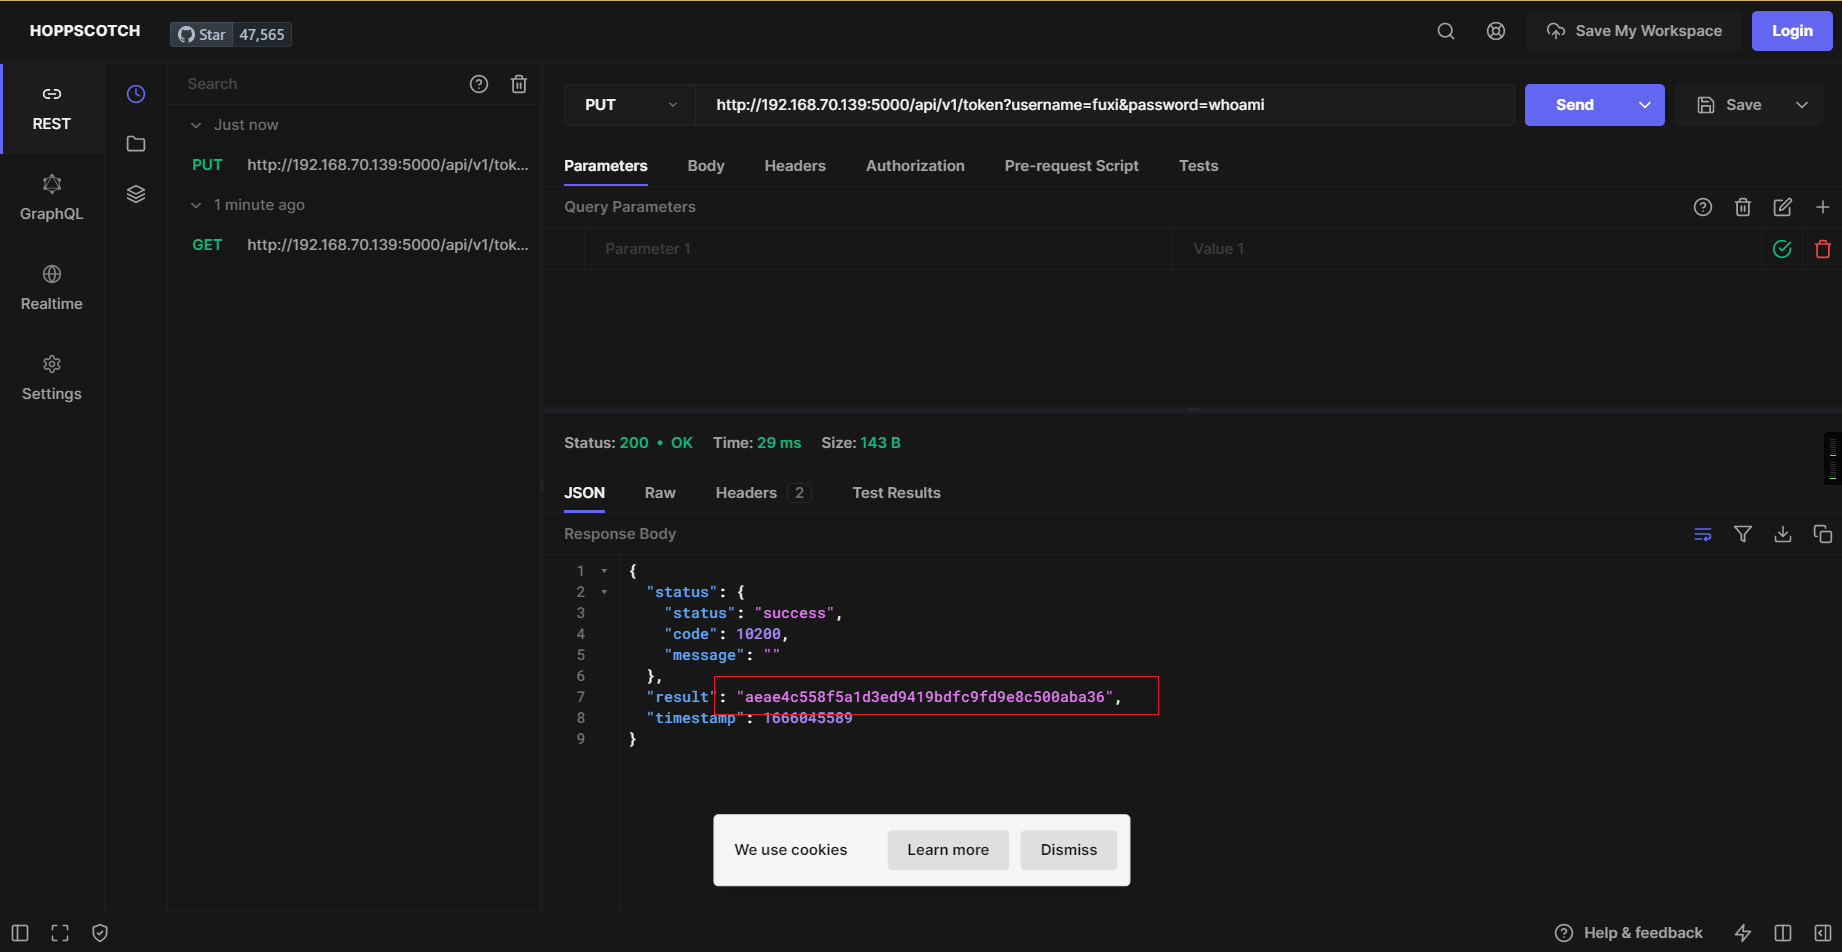 HOPPSCOTCH
Star 47,565
Save My Workspace
Login
REST
GraphQL
Realtime
Settings
Search
Just now
PUT http://192.168.70.139:5000/api/v1/tok...
1 minute ago
GET http://192.168.70.139:5000/api/v1/tok...
PUT http://192.168.70.139:5000/api/v1/token?username=fuxi&password=whoami
Send
Save
Parameters Body Headers Authorization Pre-request Script Tests
Query Parameters
Parameter 1 Value 1
Status: 200 • OK Time: 29 ms Size: 143 B
JSON Raw Headers 2 Test Results
Response Body
1 {
2 "status": {
3 "status": "success",
4 "code": 10200,
5 "message": ""
6 },
7 "result": "aeae4c558f5a1d3ed9419bdfc9fd9e8c500aba36",
8 "timestamp": 1666045589
9 }
We use cookies
Learn more
Dismiss
Help & feedback